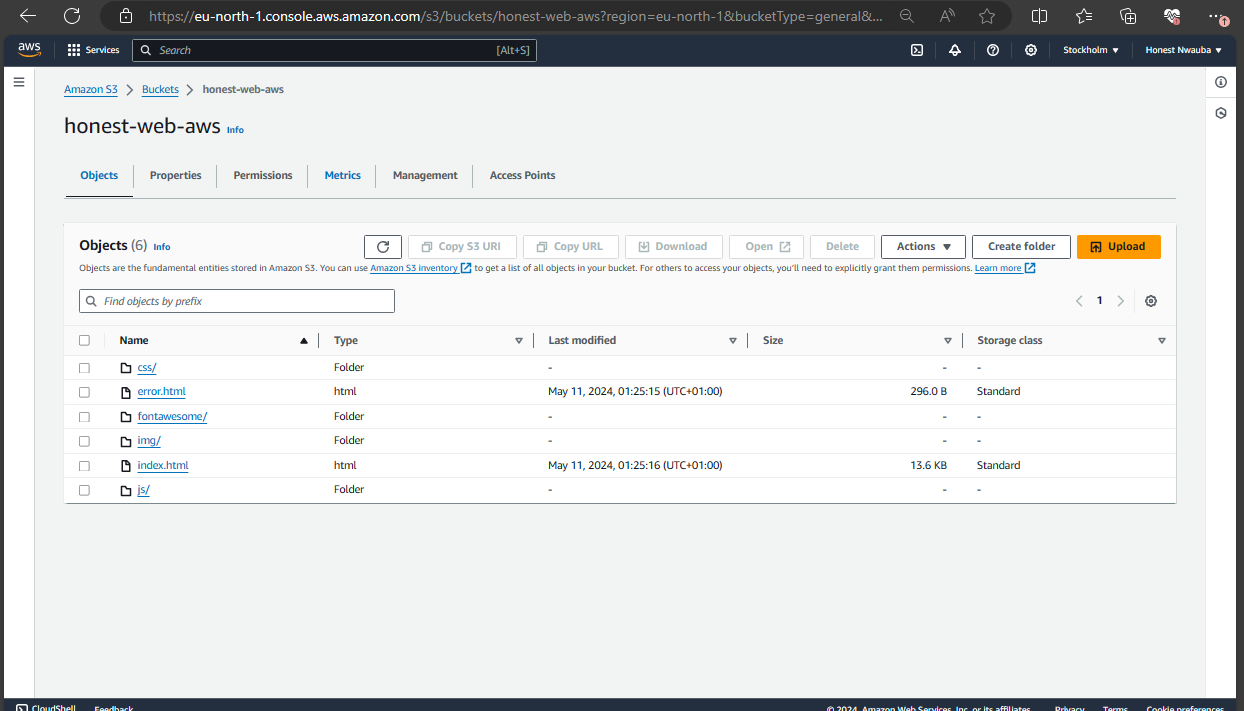 https://eu-north-1.console.aws.amazon.com/s3/buckets/honest-web-aws?region=eu-north-1&bucketType=general&...
aws Services Search [Alt+S] Stockholm ▼ Honest Nwauba ▼
Amazon S3 > Buckets > honest-web-aws
honest-web-aws Info
Objects Properties Permissions Metrics Management Access Points
Objects (6) Info Copy S3 URI Copy URL Download Open Delete Actions ▼ Create folder Upload
Objects are the fundamental entities stored in Amazon S3. You can use Amazon S3 inventory to get a list of all objects in your bucket. For others to access your objects, you'll need to explicitly grant them permissions. Learn more
Find objects by prefix < 1 >
Name ▲ Type ▼ Last modified ▼ Size ▼ Storage class ▼
css/ Folder - - -
error.html html May 11, 2024, 01:25:15 (UTC+01:00) 296.0 B Standard
fontawesome/ Folder - - -
img/ Folder - - -
index.html html May 11, 2024, 01:25:16 (UTC+01:00) 13.6 KB Standard
js/ Folder - - -
CloudShell Feedback © 2024, Amazon Web Services, Inc. or its affiliates. Privacy Terms Cookie preferences